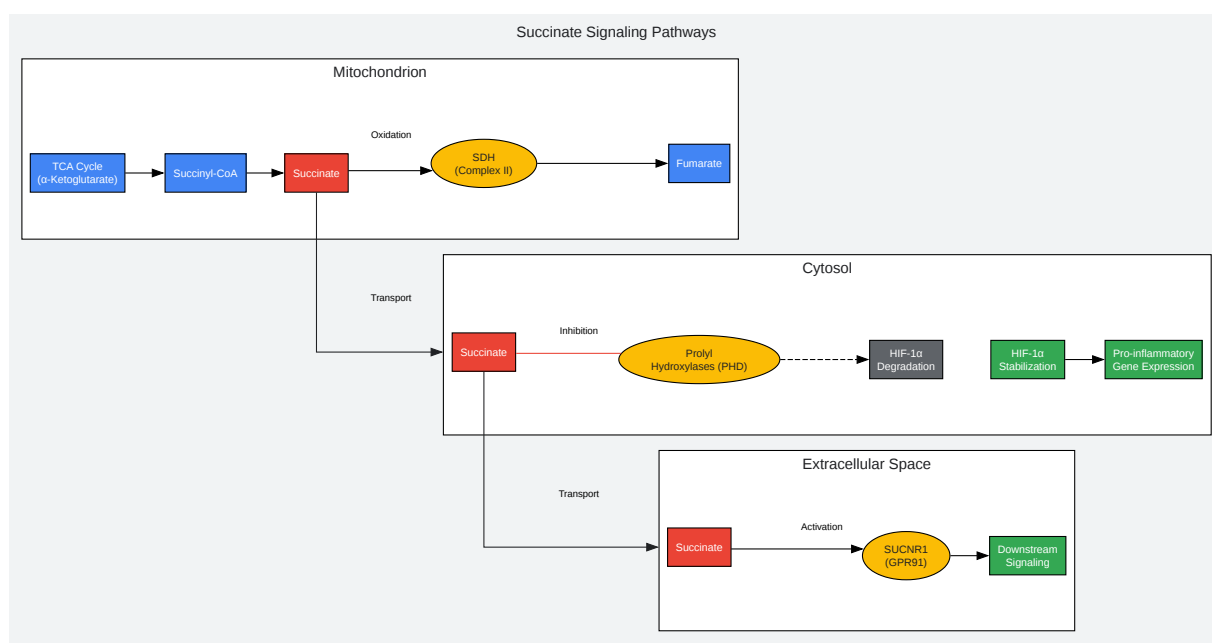 Succinate Signaling Pathways
Mitochondrion
Oxidation
TCA Cycle
(α-Ketoglutarate)
Succinyl-CoA
Succinate
SDH
(Complex II)
Fumarate
Transport
Cytosol
Succinate
Inhibition
Prolyl
Hydroxylases (PHD)
HIF-1α
Degradation
HIF-1α
Stabilization
Pro-inflammatory
Gene Expression
Transport
Extracellular Space
Succinate
Activation
SUCNR1
(GPR91)
Downstream
Signaling